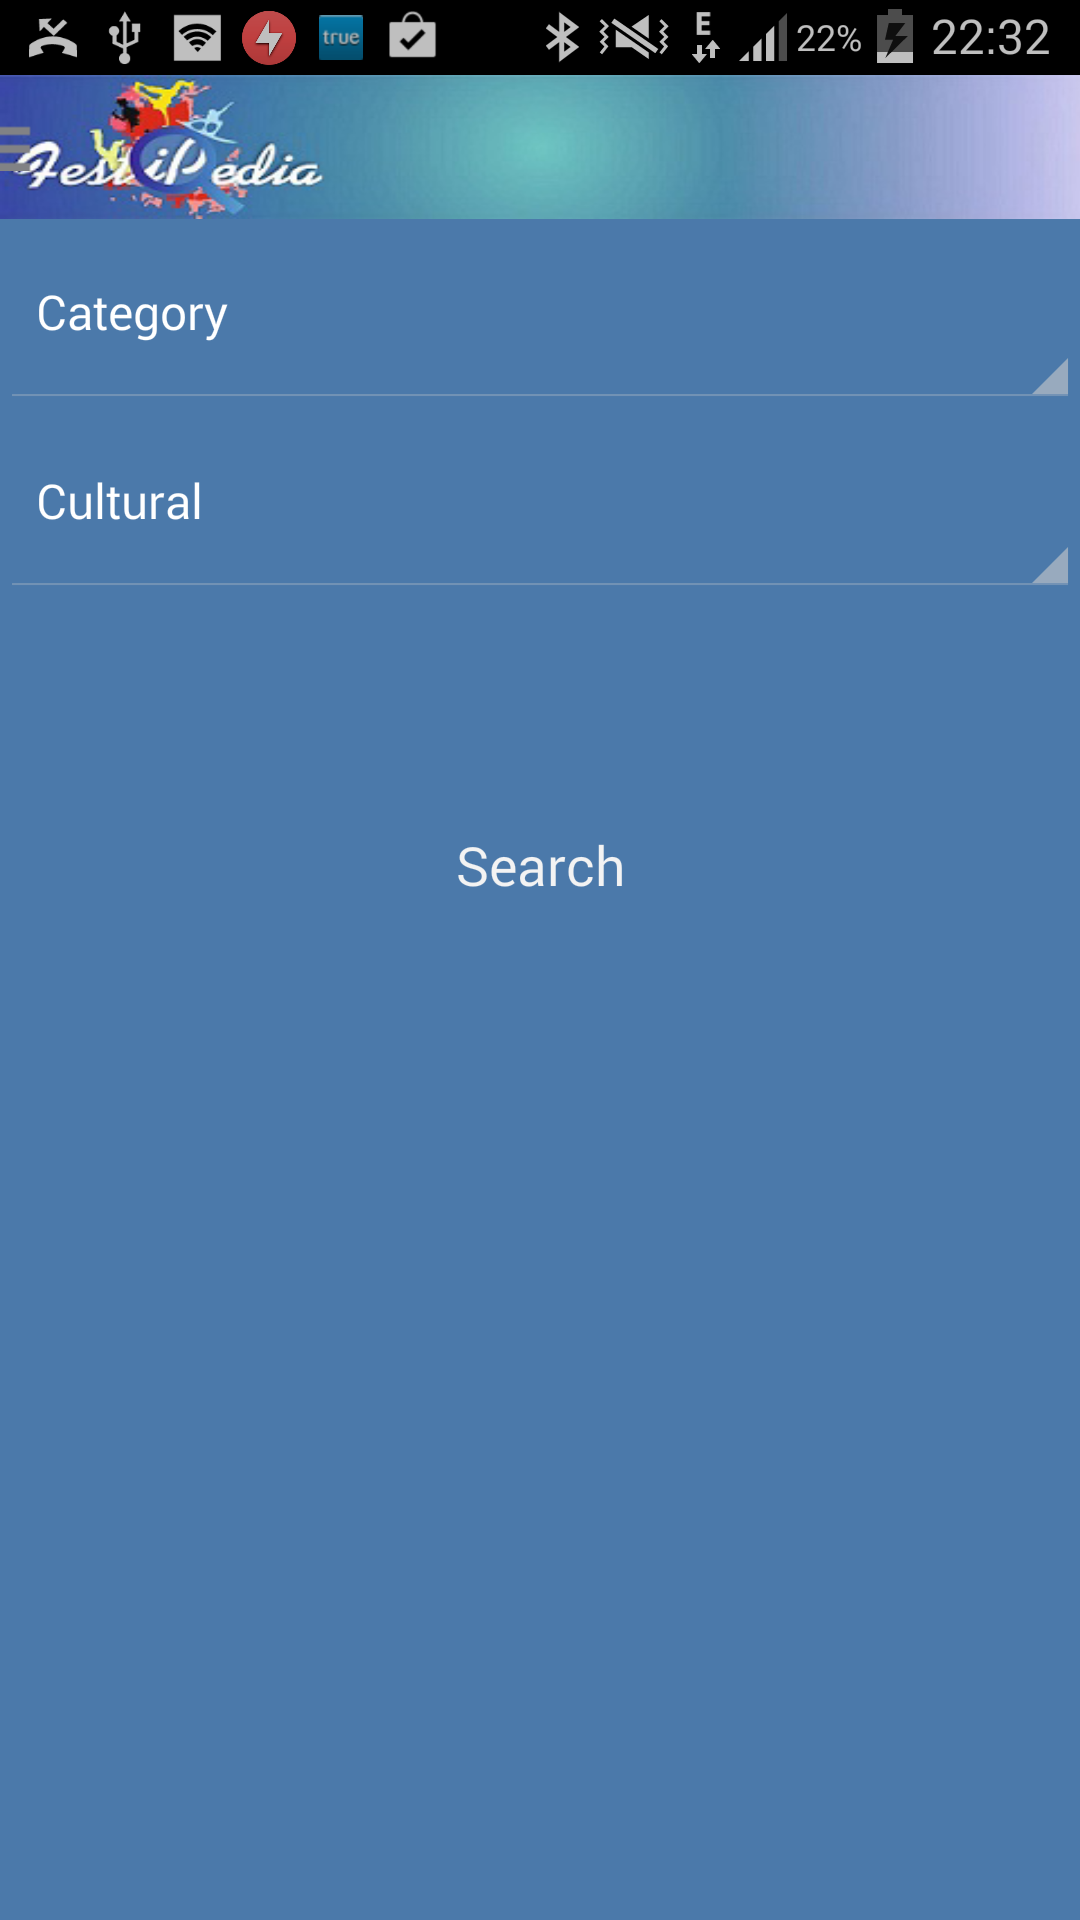 true
E
22%
22:32
FestiPedia
Category
Cultural
Search